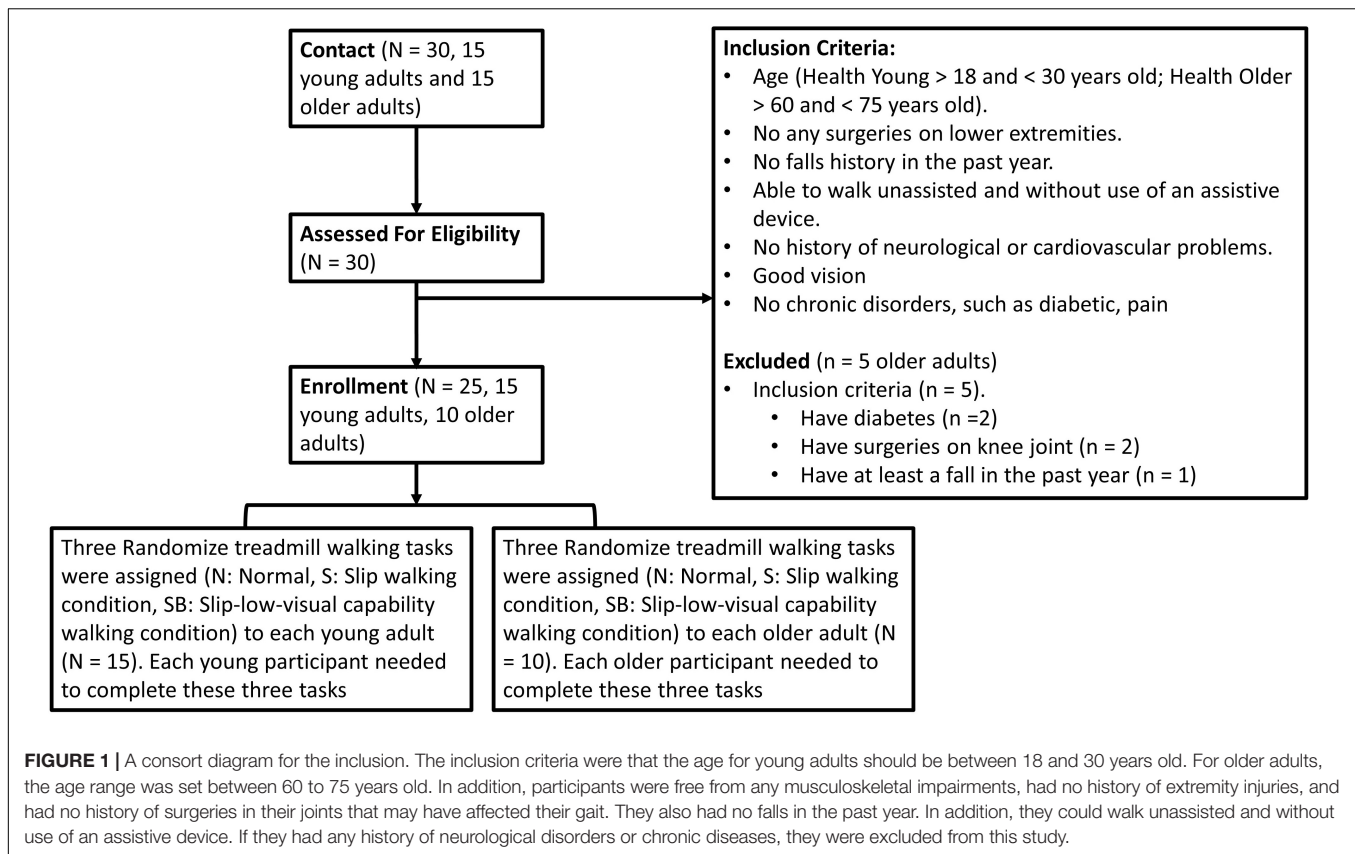 Contact (N = 30, 15
young adults and 15
older adults)
Assessed For Eligibility
(N = 30)
Enrollment (N = 25, 15
young adults, 10 older
adults)
Inclusion Criteria:
• Age (Health Young > 18 and < 30 years old; Health Older
> 60 and < 75 years old).
• No any surgeries on lower extremities.
• No falls history in the past year.
• Able to walk unassisted and without use of an assistive
device.
• No history of neurological or cardiovascular problems.
• Good vision
• No chronic disorders, such as diabetic, pain
Excluded (n = 5 older adults)
• Inclusion criteria (n = 5).
• Have diabetes (n =2)
• Have surgeries on knee joint (n = 2)
• Have at least a fall in the past year (n = 1)
Three Randomize treadmill walking tasks
were assigned (N: Normal, S: Slip walking
condition, SB: Slip-low-visual capability
walking condition) to each young adult
(N = 15). Each young participant needed
to complete these three tasks
Three Randomize treadmill walking tasks
were assigned (N: Normal, S: Slip walking
condition, SB: Slip-low-visual capability
walking condition) to each older adult (N
= 10). Each older participant needed to
complete these three tasks
FIGURE 1 | A consort diagram for the inclusion. The inclusion criteria were that the age for young adults should be between 18 and 30 years old. For older adults,
the age range was set between 60 to 75 years old. In addition, participants were free from any musculoskeletal impairments, had no history of extremity injuries, and
had no history of surgeries in their joints that may have affected their gait. They also had no falls in the past year. In addition, they could walk unassisted and without
use of an assistive device. If they had any history of neurological disorders or chronic diseases, they were excluded from this study.